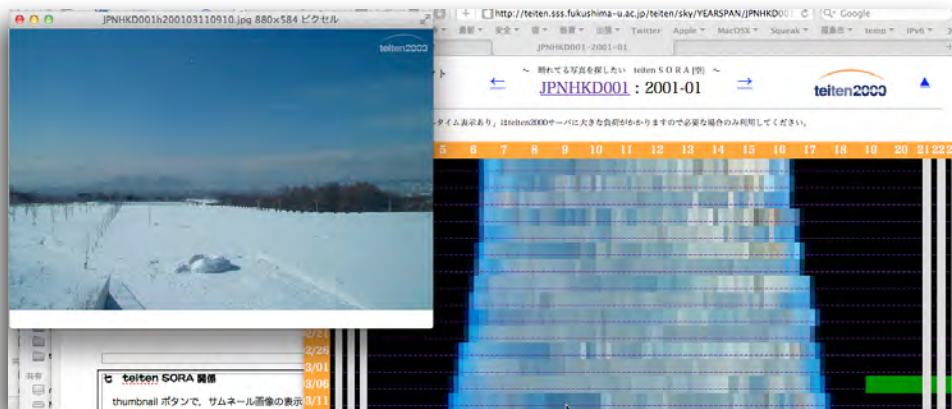 JPNHKD001h200103110910.jpg 880×584 ピクセル
teiten2000
http://teiten.sss.fukushima-u.ac.jp/teiten/sky/YEARSPAN/JPNHKD001
Google
最新 安全 Twitter Apple MacOSX Squeak 福島市 temp IPv6
JPNHKD001-2001-01
～ 晴れてる写真を探したい teiten S O R A [空] ～
← JPNHKD001 : 2001-01 →
teiten2000
▲
タイム表示あり」はteiten2000サーバに大きな負荷がかかりますので必要な場合のみ利用してください。
5 6 7 8 9 10 11 12 13 14 15 16 17 18 19 20 21 22 2
2/26
3/01
3/06
3/11
共有
teiten SORA 関係
thumbnail ボタンで，サムネール画像の表示